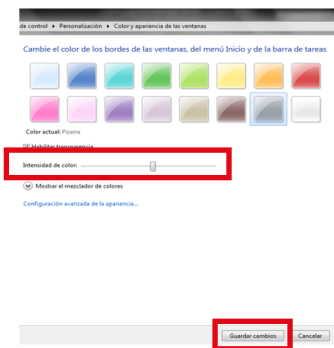 de control ▸ Personalización ▸ Color y apariencia de las ventanas
Cambie el color de los bordes de las ventanas, del menú Inicio y de la barra de tareas
Color actual: Pizarra
Habilitar transparencia
Intensidad de color:
Mostrar el mezclador de colores
Configuración avanzada de la apariencia...
Guardar cambios Cancelar